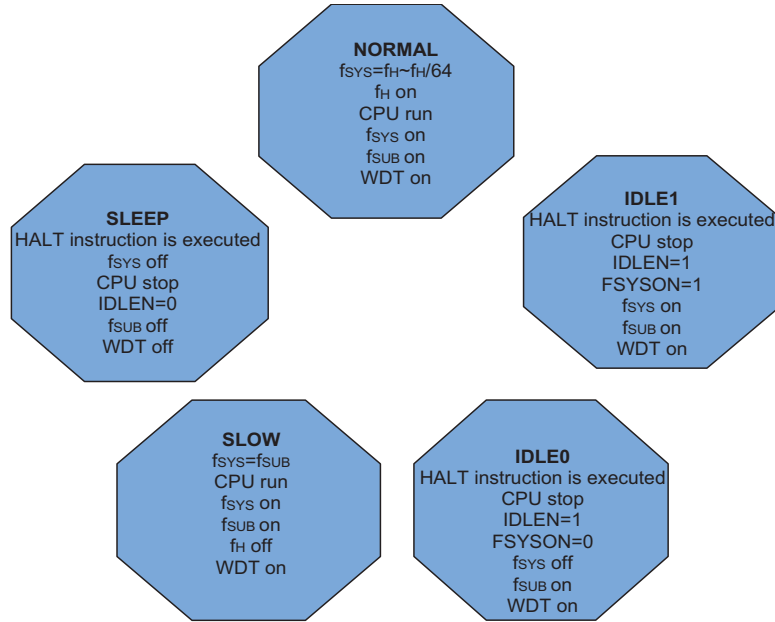 NORMAL
fSYS=fH~fH/64
fH on
CPU run
fSYS on
fSUB on
WDT on
SLEEP
HALT instruction is executed
fSYS off
CPU stop
IDLEN=0
fSUB off
WDT off
IDLE1
HALT instruction is executed
CPU stop
IDLEN=1
FSYSON=1
fSYS on
fSUB on
WDT on
SLOW
fSYS=fSUB
CPU run
fSYS on
fSUB on
fH off
WDT on
IDLE0
HALT instruction is executed
CPU stop
IDLEN=1
FSYSON=0
fSYS off
fSUB on
WDT on